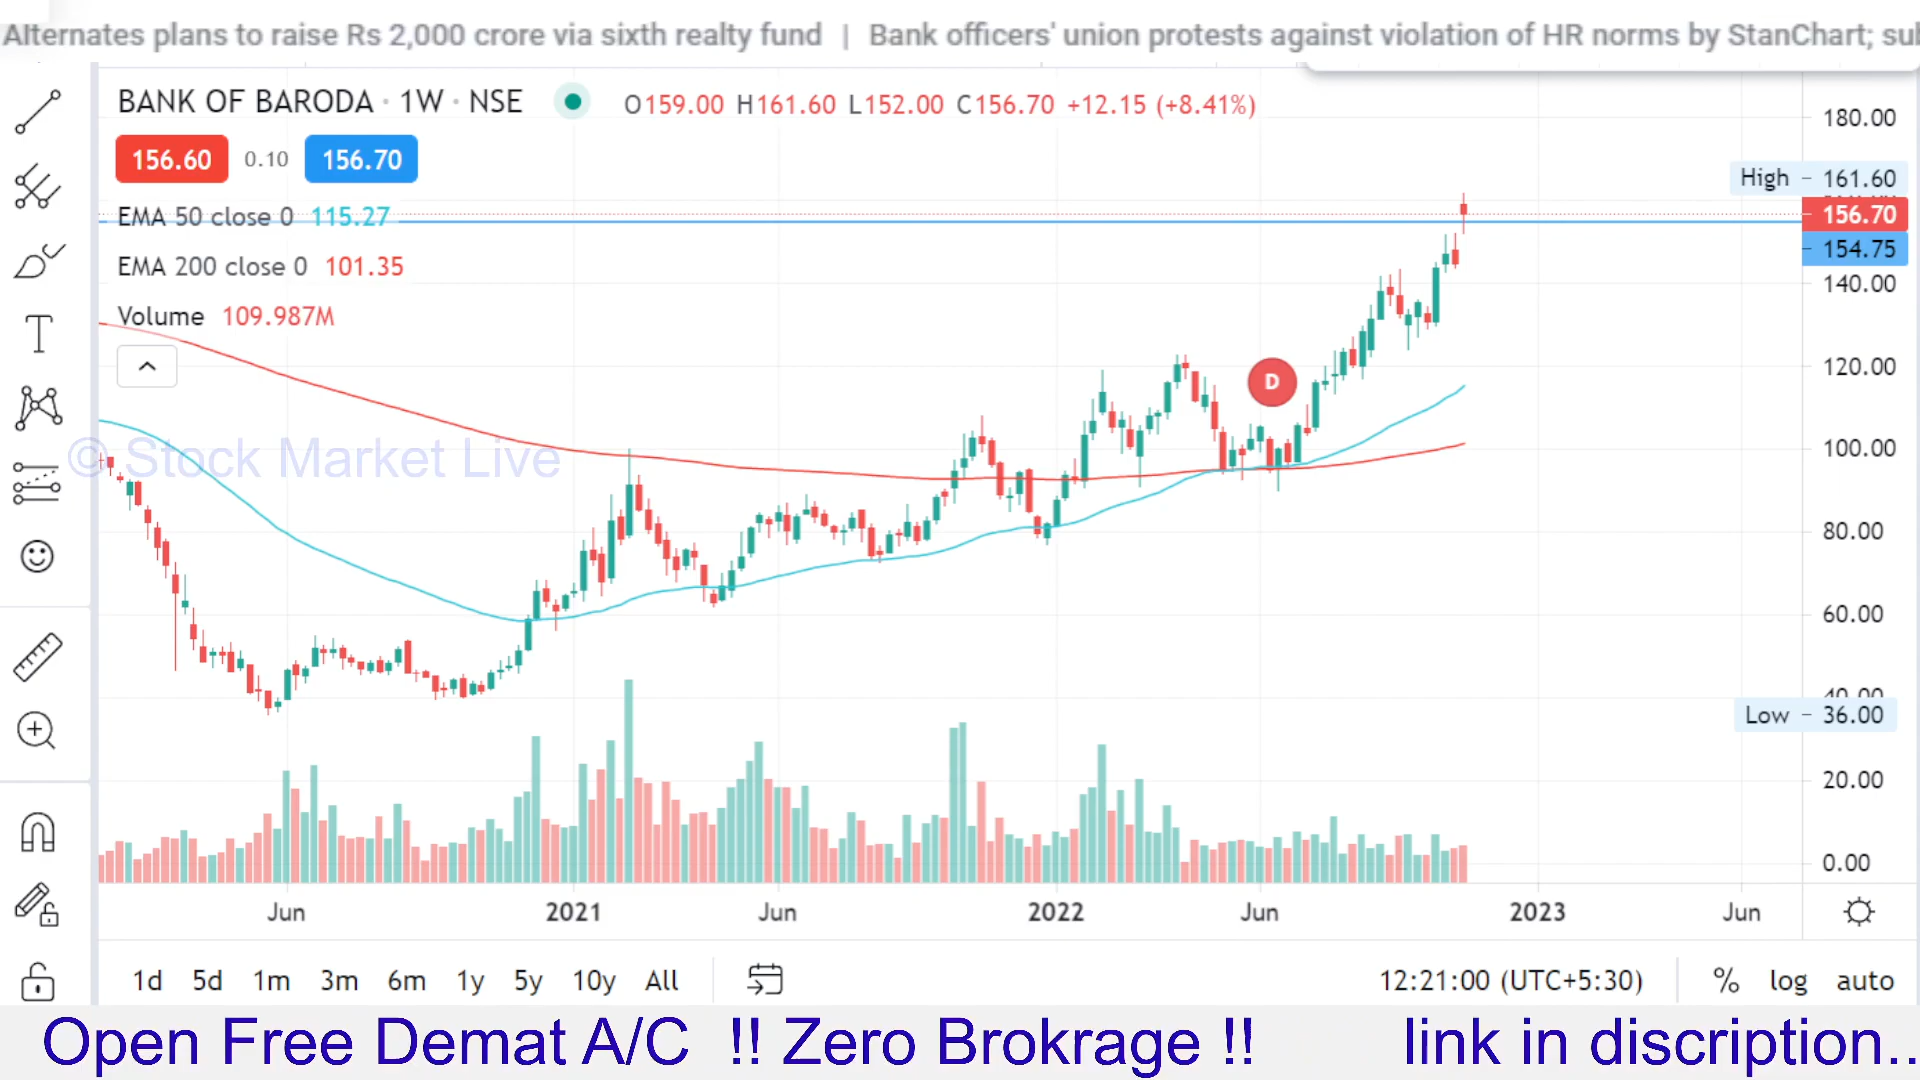 Alternates plans to raise Rs 2,000 crore via sixth realty fund | Bank officers' union protests against violation of HR norms by StanChart; sub
BANK OF BARODA · 1W · NSE O159.00 H161.60 L152.00 C156.70 +12.15 (+8.41%)
156.60 0.10 156.70
EMA 50 close 0 115.27
EMA 200 close 0 101.35
Volume 109.987M
© Stock Market Live
D
180.00
High 161.60
156.70
154.75
140.00
120.00
100.00
80.00
60.00
40.00
Low 36.00
20.00
0.00
Jun 2021 Jun 2022 Jun 2023 Jun
1d 5d 1m 3m 6m 1y 5y 10y All 12:21:00 (UTC+5:30) % log auto
Open Free Demat A/C !! Zero Brokrage !! link in discription..